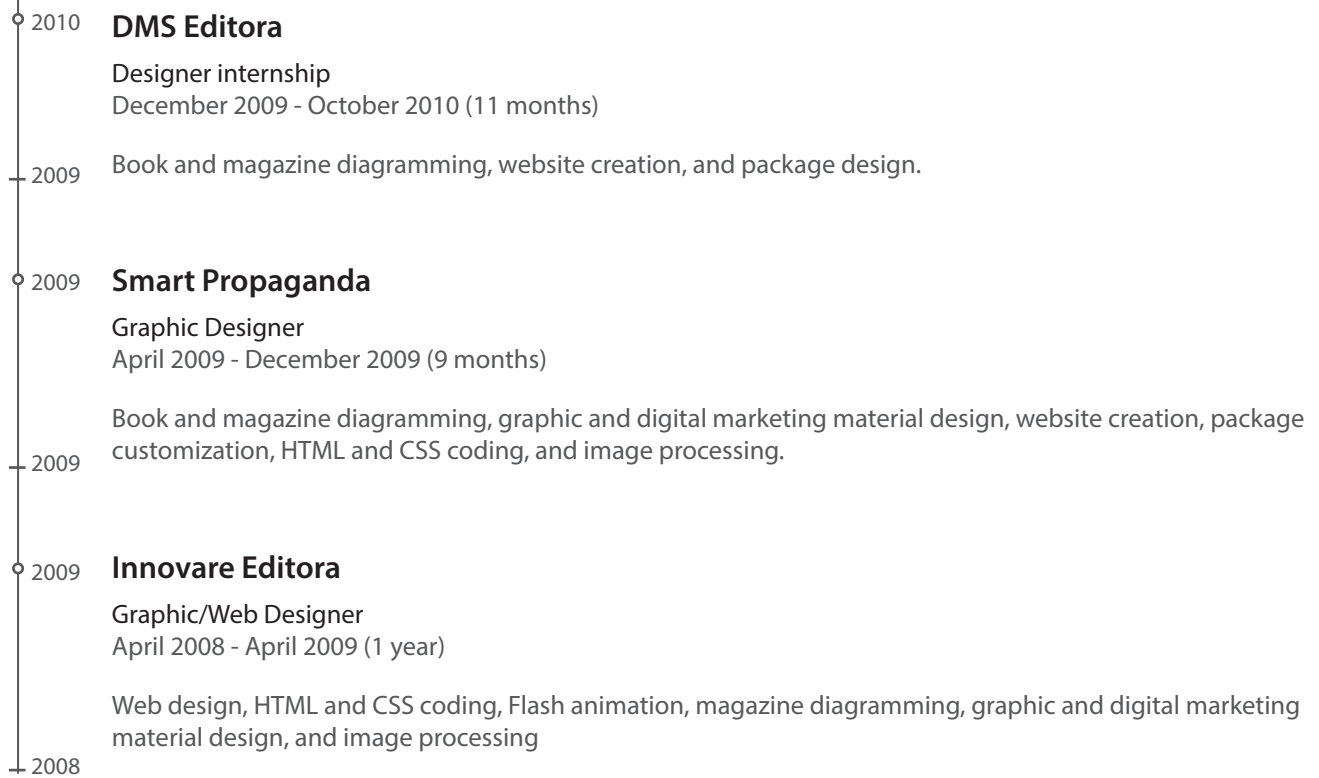 2010
DMS Editora
Designer internship
December 2009 - October 2010 (11 months)
Book and magazine diagramming, website creation, and package design.
2009
2009
Smart Propaganda
Graphic Designer
April 2009 - December 2009 (9 months)
Book and magazine diagramming, graphic and digital marketing material design, website creation, package
customization, HTML and CSS coding, and image processing.
2009
2009
Innovare Editora
Graphic/Web Designer
April 2008 - April 2009 (1 year)
Web design, HTML and CSS coding, Flash animation, magazine diagramming, graphic and digital marketing
material design, and image processing
2008